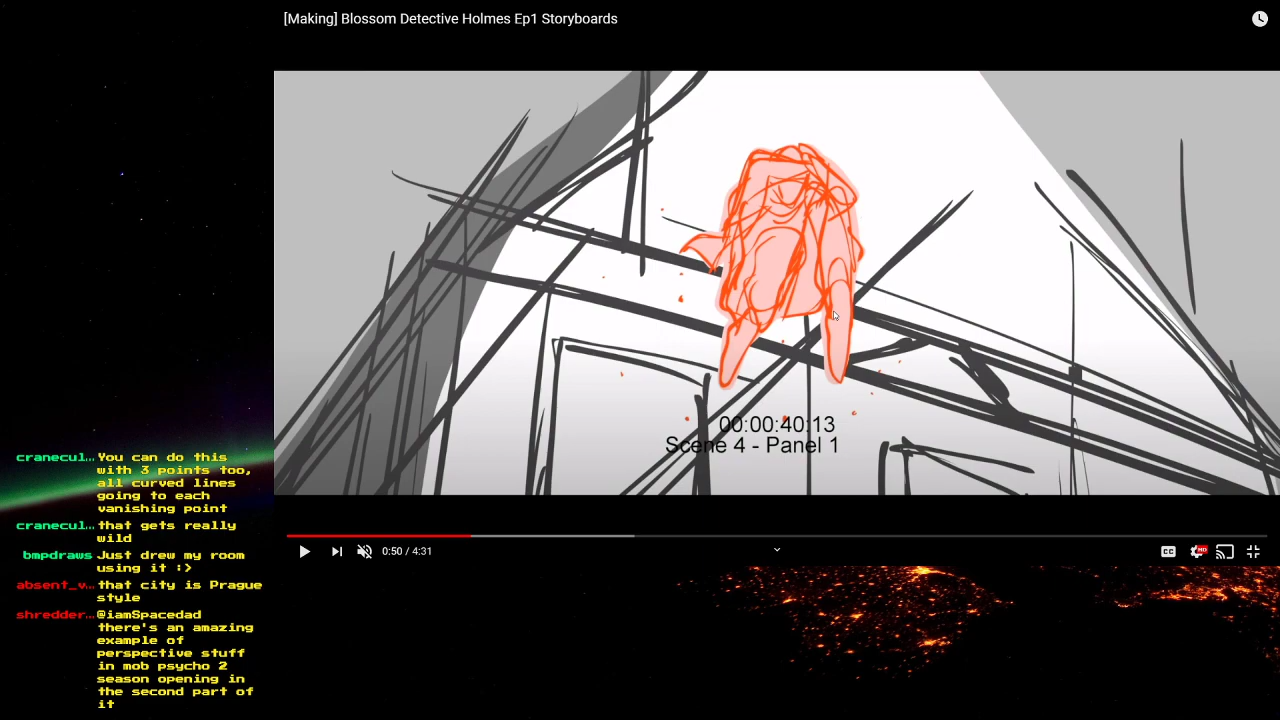 [Making] Blossom Detective Holmes Ep1 Storyboards
00:00:40:13
Scene 4 - Panel 1
0:50 / 4:31
CC
HD
cranecul… You can do this
with 3 points too,
all curved lines
going to each
vanishing point
cranecul… that gets really
wild
bmpdraws Just drew my room
using it :>
absent_v… that city is Prague
style
shredder… @iamSpacedad
there's an amazing
example of
perspective stuff
in mob psycho 2
season opening in
the second part of
it